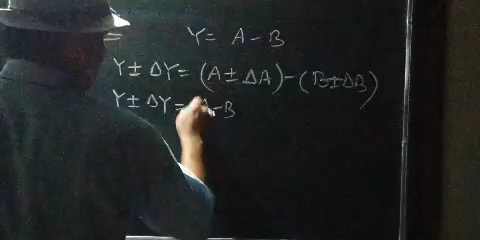 Y = A - B
Y ± ΔY = (A ± ΔA) - (B ± ΔB)
Y ± ΔY = A - B